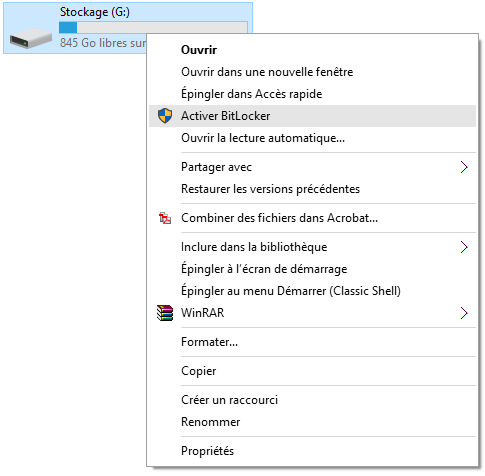 Stockage (G:)
845 Go libres sur
Ouvrir
Ouvrir dans une nouvelle fenêtre
Épingler dans Accès rapide
Activer BitLocker
Ouvrir la lecture automatique...
Partager avec
Restaurer les versions précédentes
Combiner des fichiers dans Acrobat...
Inclure dans la bibliothèque
Épingler à l'écran de démarrage
Épingler au menu Démarrer (Classic Shell)
WinRAR
Formater...
Copier
Créer un raccourci
Renommer
Propriétés